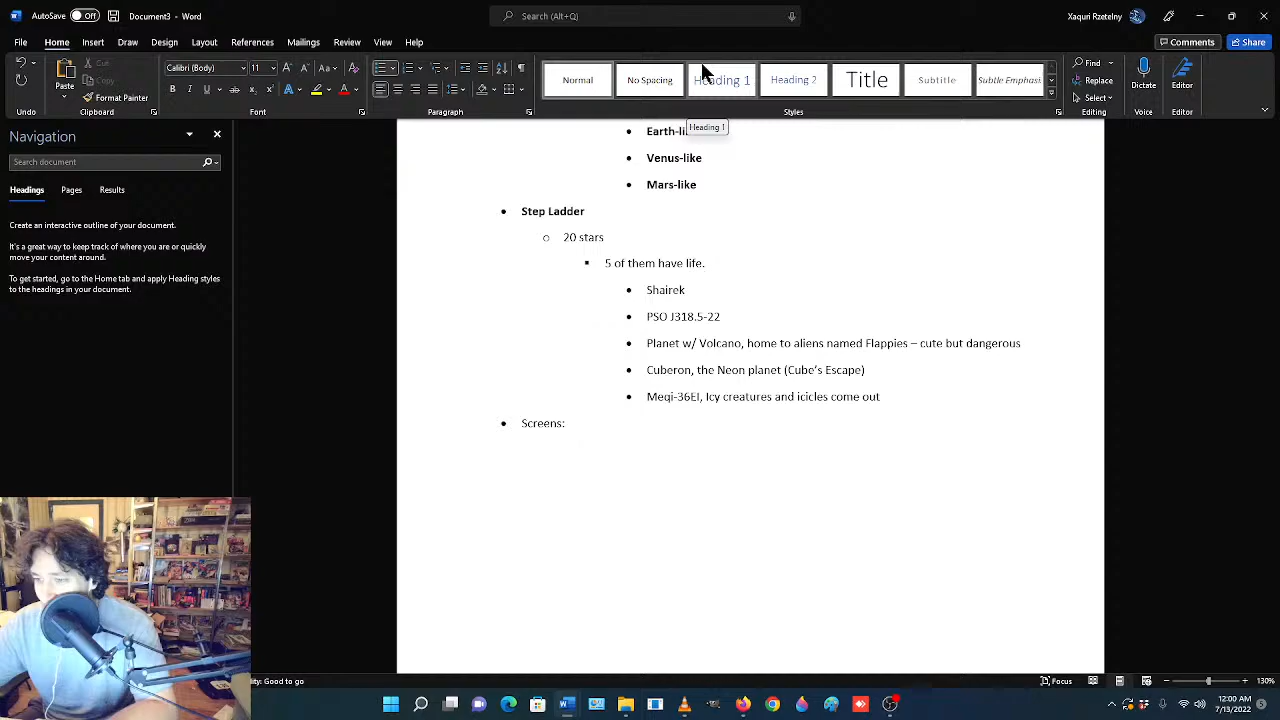 AutoSave Off Document3 - Word
Search (Alt+Q)
Xaquri Rzetelny
File Home Insert Draw Design Layout References Mailings Review View Help
Comments Share
Undo
Paste
Cut
Copy
Format Painter
Clipboard
Calibri (Body) 11
Font
Paragraph
Normal
No Spacing
Heading 1
Heading 2
Title
Subtitle
Subtle Emphasis
Styles
Find
Replace
Select
Editing
Dictate
Voice
Editor
Editor
Heading 1
Navigation
Search document
Headings Pages Results
Create an interactive outline of your document.
It's a great way to keep track of where you are or quickly
move your content around.
To get started, go to the Home tab and apply Heading styles
to the headings in your document.
• Venus-like
• Mars-like
• Step Ladder
○ 20 stars
▪ 5 of them have life.
• Shairek
• PSO J318.5-22
• Planet w/ Volcano, home to aliens named Flappies – cute but dangerous
• Cuberon, the Neon planet (Cube's Escape)
• Meqi-36EI, Icy creatures and icicles come out
• Screens:
Good to go
Focus
130%
12:00 AM
7/13/2022